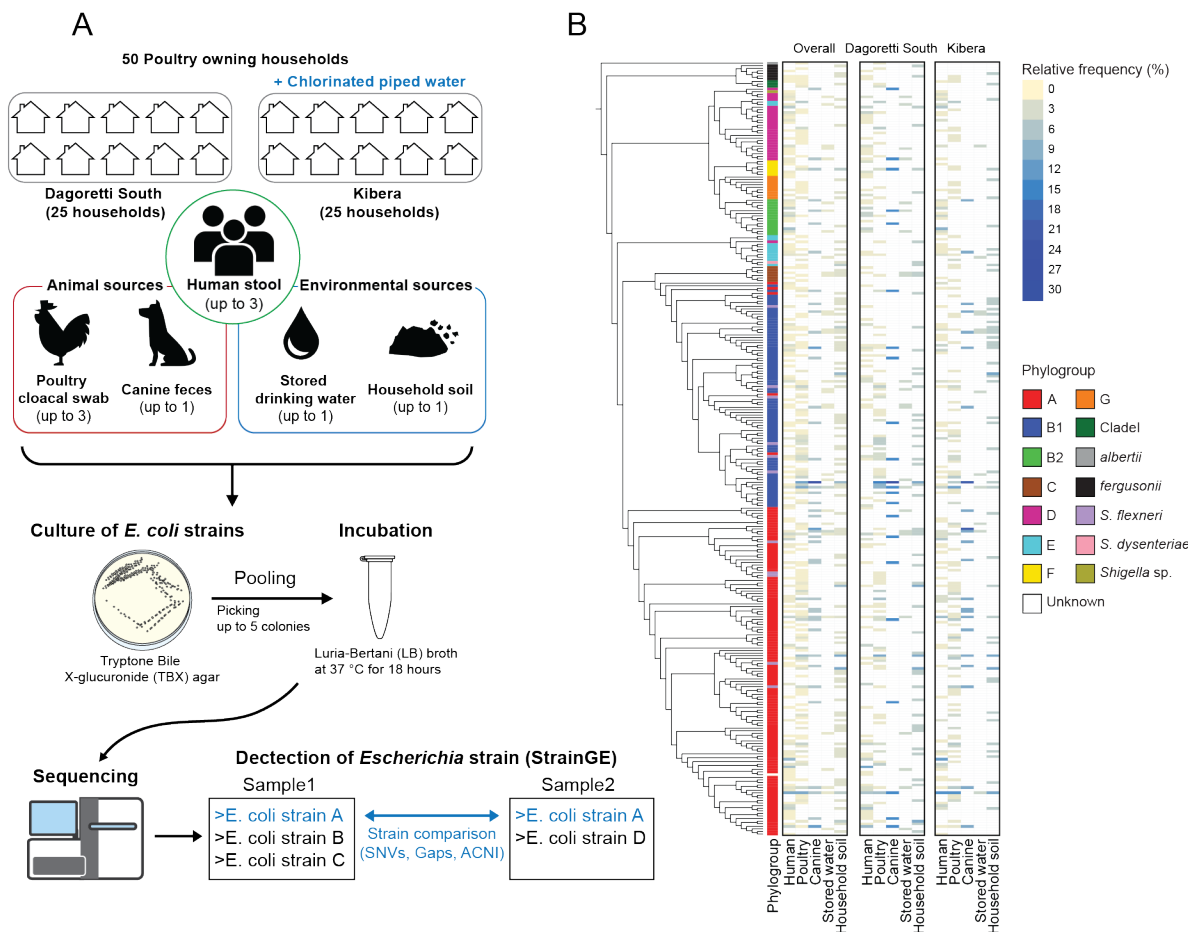 A
50 Poultry owning households
+ Chlorinated piped water
Dagoretti South
(25 households)
Kibera
(25 households)
Human stool
(up to 3)
Animal sources
Environmental sources
Poultry
cloacal swab
(up to 3)
Canine feces
(up to 1)
Stored
drinking water
(up to 1)
Household soil
(up to 1)
Culture of E. coli strains
Incubation
Pooling
Picking
up to 5 colonies
Tryptone Bile
X-glucuronide (TBX) agar
Luria-Bertani (LB) broth
at 37 °C for 18 hours
Sequencing
Dectection of Escherichia strain (StrainGE)
Sample1
>E. coli strain A
>E. coli strain B
>E. coli strain C
Strain comparison
(SNVs, Gaps, ACNI)
Sample2
>E. coli strain A
>E. coli strain D
B
Overall
Dagoretti South
Kibera
Phylogroup
Human
Poultry
Canine
Stored water
Household soil
Human
Poultry
Canine
Stored water
Household soil
Human
Poultry
Canine
Stored water
Household soil
Relative frequency (%)
0
3
6
9
12
15
18
21
24
27
30
Phylogroup
A
B1
B2
C
D
E
F
Unknown
G
CladeI
albertii
fergusonii
S. flexneri
S. dysenteriae
Shigella sp.